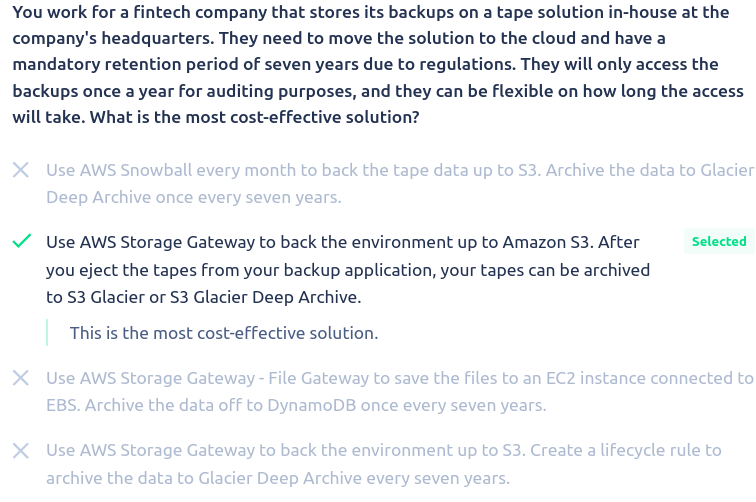 You work for a fintech company that stores its backups on a tape solution in-house at the
company's headquarters. They need to move the solution to the cloud and have a
mandatory retention period of seven years due to regulations. They will only access the
backups once a year for auditing purposes, and they can be flexible on how long the access
will take. What is the most cost-effective solution?
Use AWS Snowball every month to back the tape data up to S3. Archive the data to Glacier
Deep Archive once every seven years.
Use AWS Storage Gateway to back the environment up to Amazon S3. After
you eject the tapes from your backup application, your tapes can be archived
to S3 Glacier or S3 Glacier Deep Archive.
Selected
This is the most cost-effective solution.
Use AWS Storage Gateway - File Gateway to save the files to an EC2 instance connected to
EBS. Archive the data off to DynamoDB once every seven years.
Use AWS Storage Gateway to back the environment up to S3. Create a lifecycle rule to
archive the data to Glacier Deep Archive every seven years.